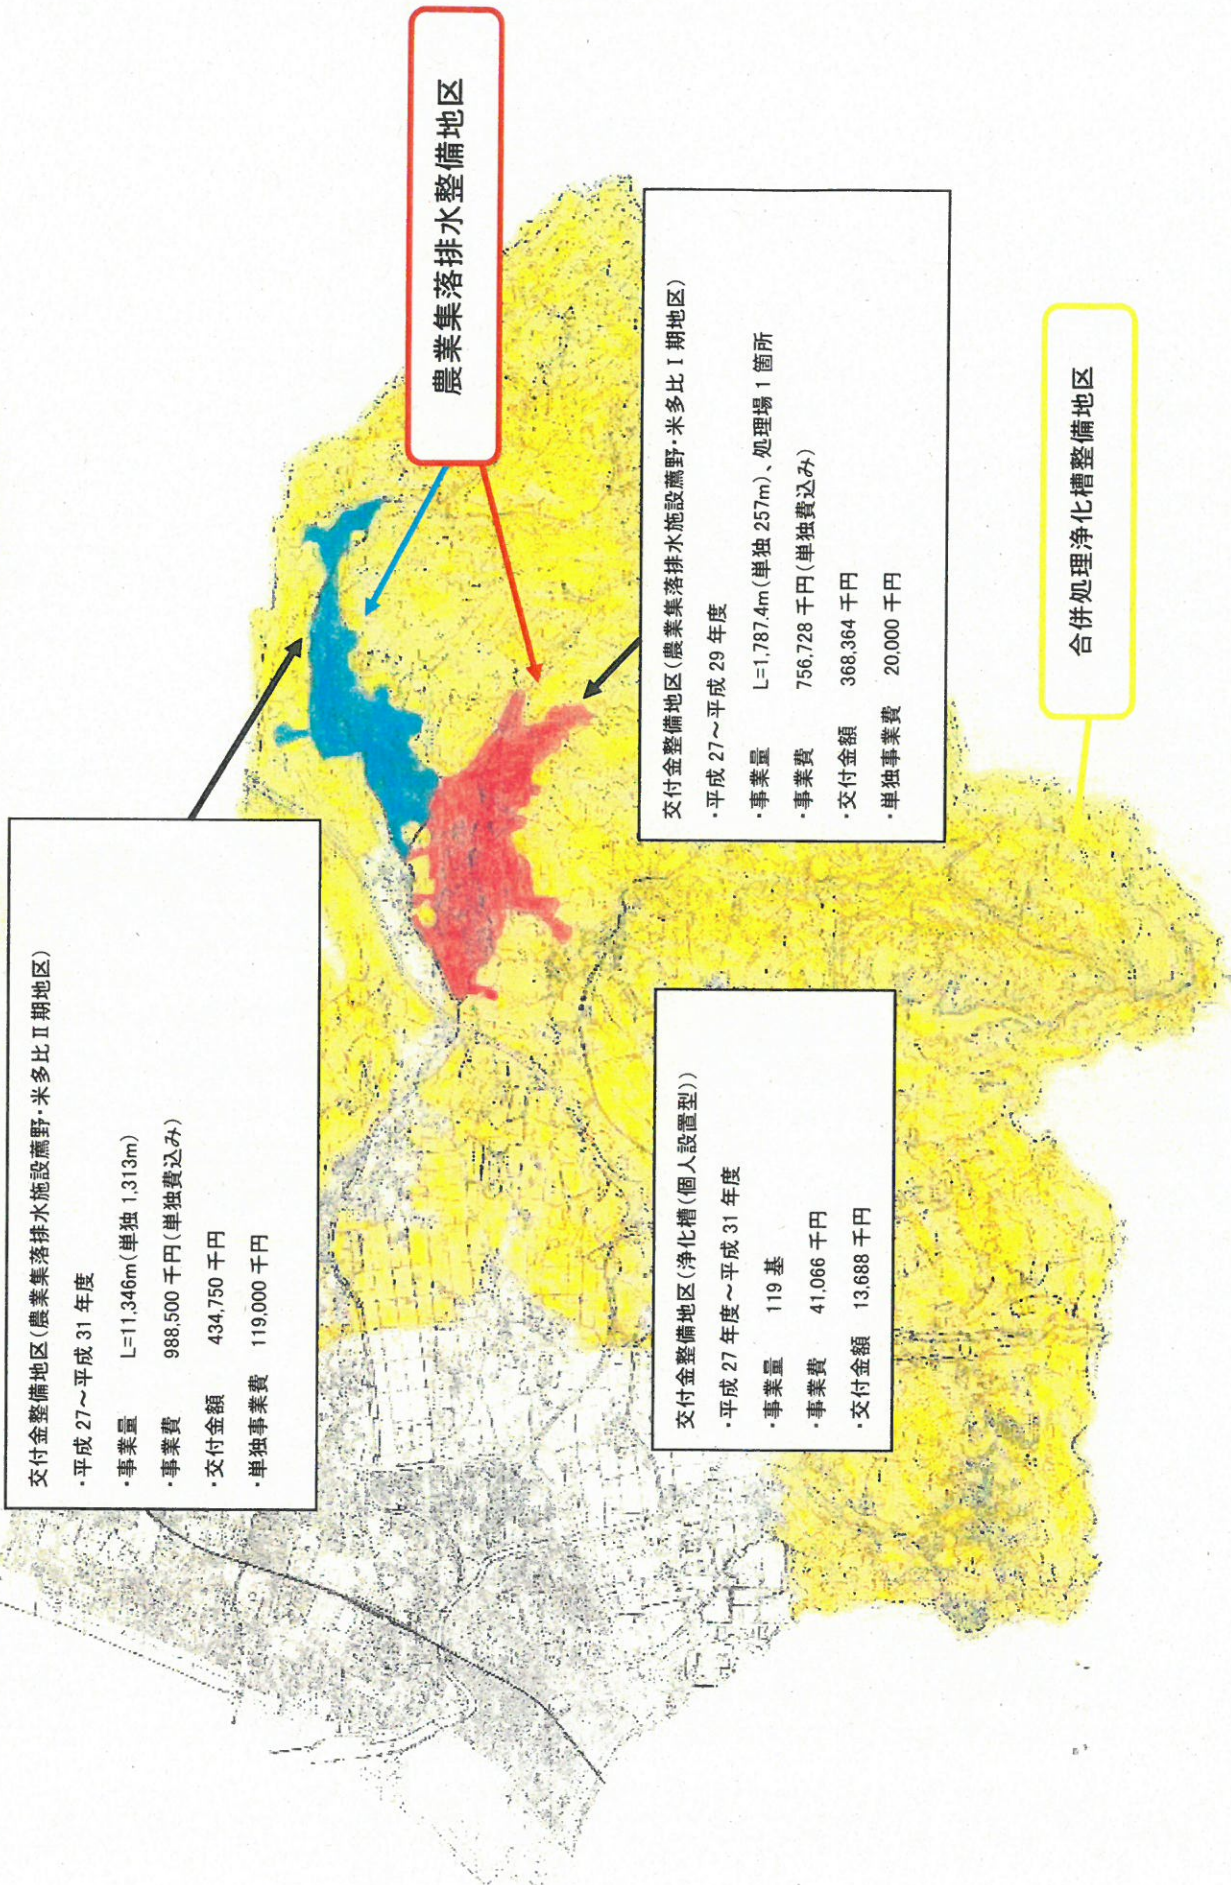 交付金整備地区(農業集落排水施設薦野・米多比Ⅱ期地区)
・平成 27～平成 31 年度
・事業量 L=11,346m(単独 1,313m)
・事業費 988,500 千円(単独費込み)
・交付金額 434,750 千円
・単独事業費 119,000 千円
農業集落排水整備地区
交付金整備地区(農業集落排水施設薦野・米多比Ⅰ期地区)
・平成 27～平成 29 年度
・事業量 L=1,787.4m(単独 257m)、処理場 1 箇所
・事業費 756,728 千円(単独費込み)
・交付金額 368,364 千円
・単独事業費 20,000 千円
交付金整備地区(浄化槽(個人設置型))
・平成 27 年度～平成 31 年度
・事業量 119 基
・事業費 41,066 千円
・交付金額 13,688 千円
合併処理浄化槽整備地区